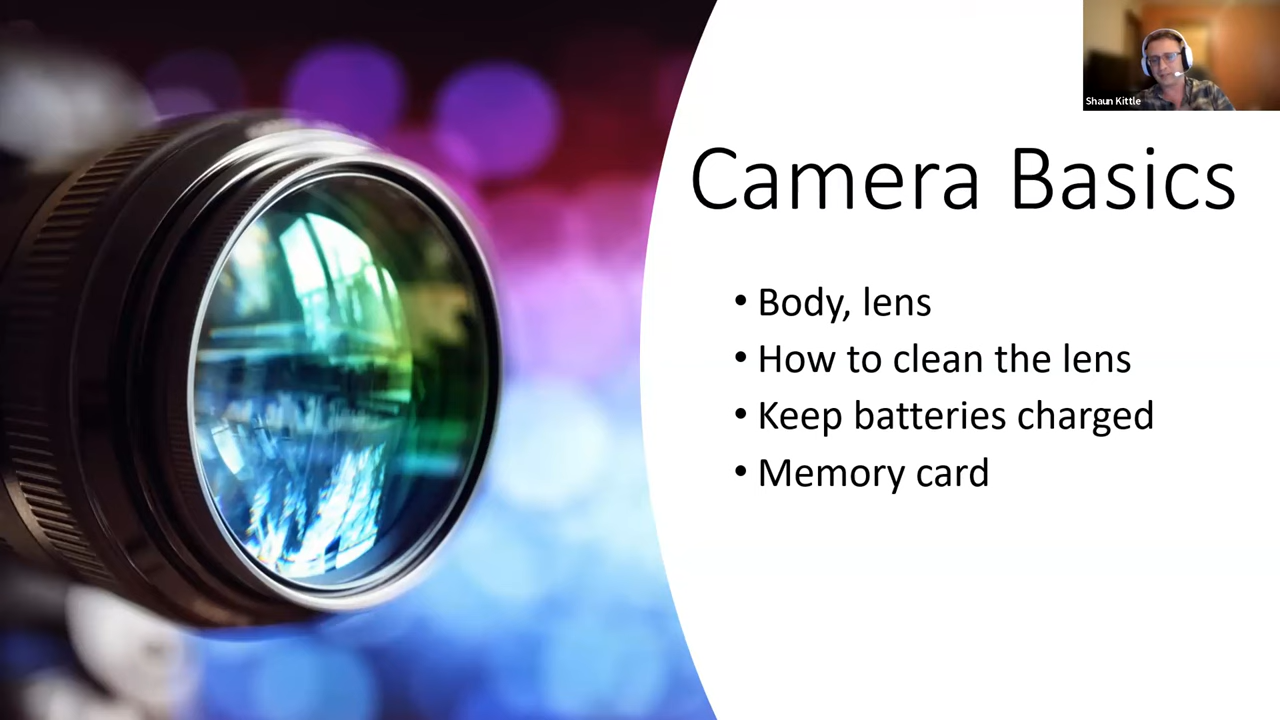 Shaun Kittle
Camera Basics
• Body, lens
• How to clean the lens
• Keep batteries charged
• Memory card